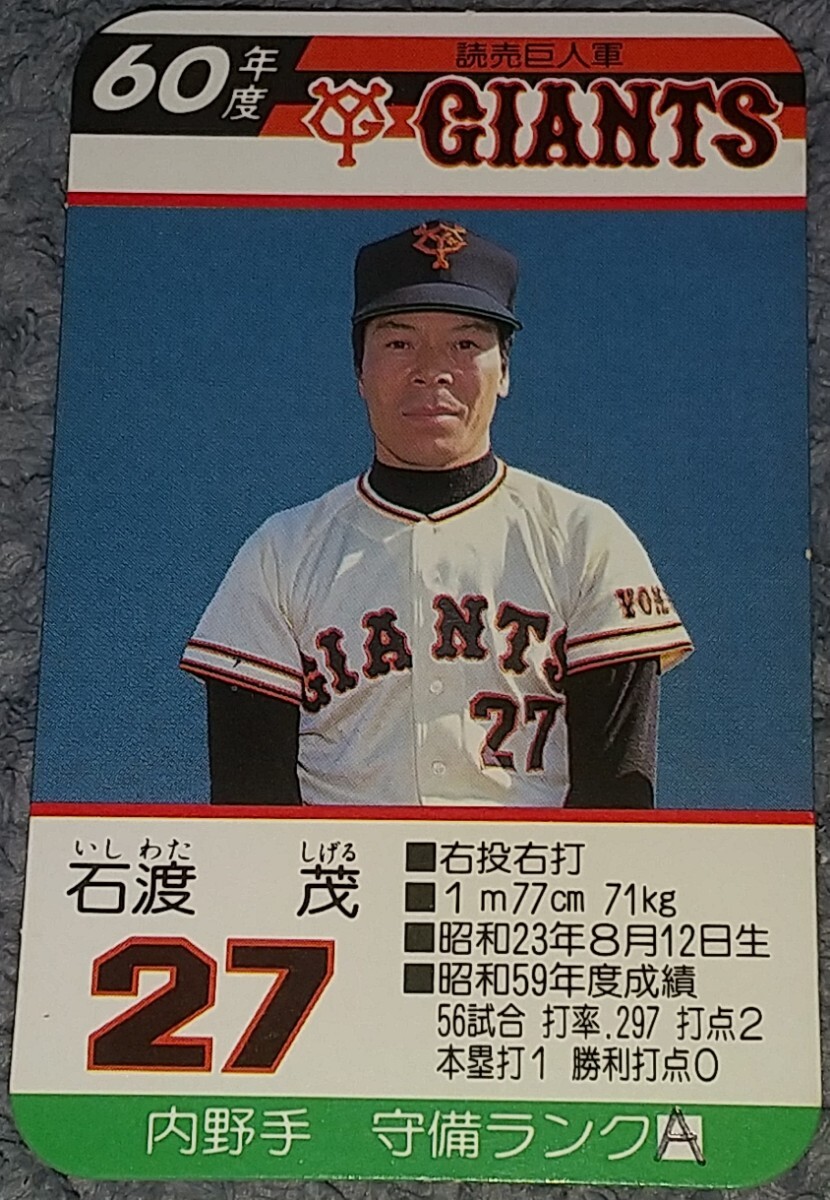 60年度
読売巨人軍
YG GIANTS
YG
YOM
GIANTS
27
いし わた しげる
石渡 茂
27
■右投右打
■1m77cm 71kg
■昭和23年8月12日生
■昭和59年度成績
56試合 打率.297 打点2
本塁打1 勝利打点0
内野手 守備ランクA